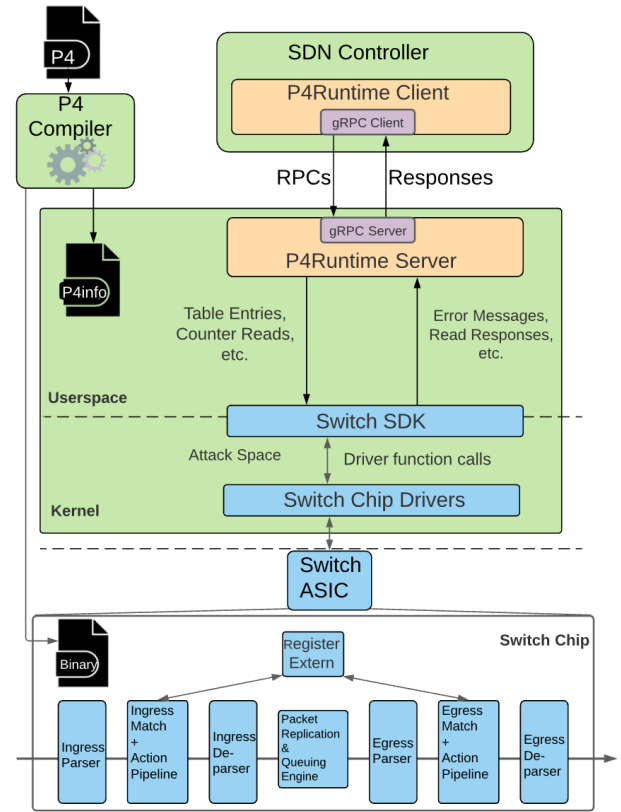 P4
P4
Compiler
P4info
SDN Controller
P4Runtime Client
gRPC Client
RPCs
Responses
gRPC Server
P4Runtime Server
Table Entries,
Counter Reads,
etc.
Error Messages,
Read Responses,
etc.
Userspace
Switch SDK
Attack Space
Driver function calls
Switch Chip Drivers
Kernel
Switch
ASIC
Switch Chip
Binary
Register
Extern
Ingress
Parser
Ingress
Match
+
Action
Pipeline
Ingress
De-
parser
Packet
Replication
&
Queuing
Engine
Egress
Parser
Egress
Match
+
Action
Pipeline
Egress
De-
parser